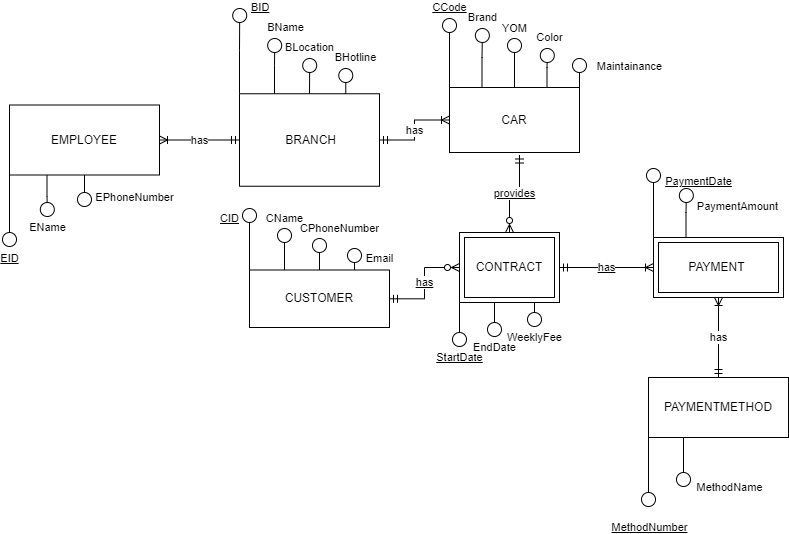 BID
CCode
Brand
BName
YOM
Color
BLocation
BHotline
Maintainance
EMPLOYEE
has
BRANCH
has
CAR
EPhoneNumber
EName
EID
provides
PaymentDate
PaymentAmount
CID
CName
CPhoneNumber
Email
CUSTOMER
has
CONTRACT
has
PAYMENT
StartDate
EndDate
WeeklyFee
has
PAYMENTMETHOD
MethodName
MethodNumber